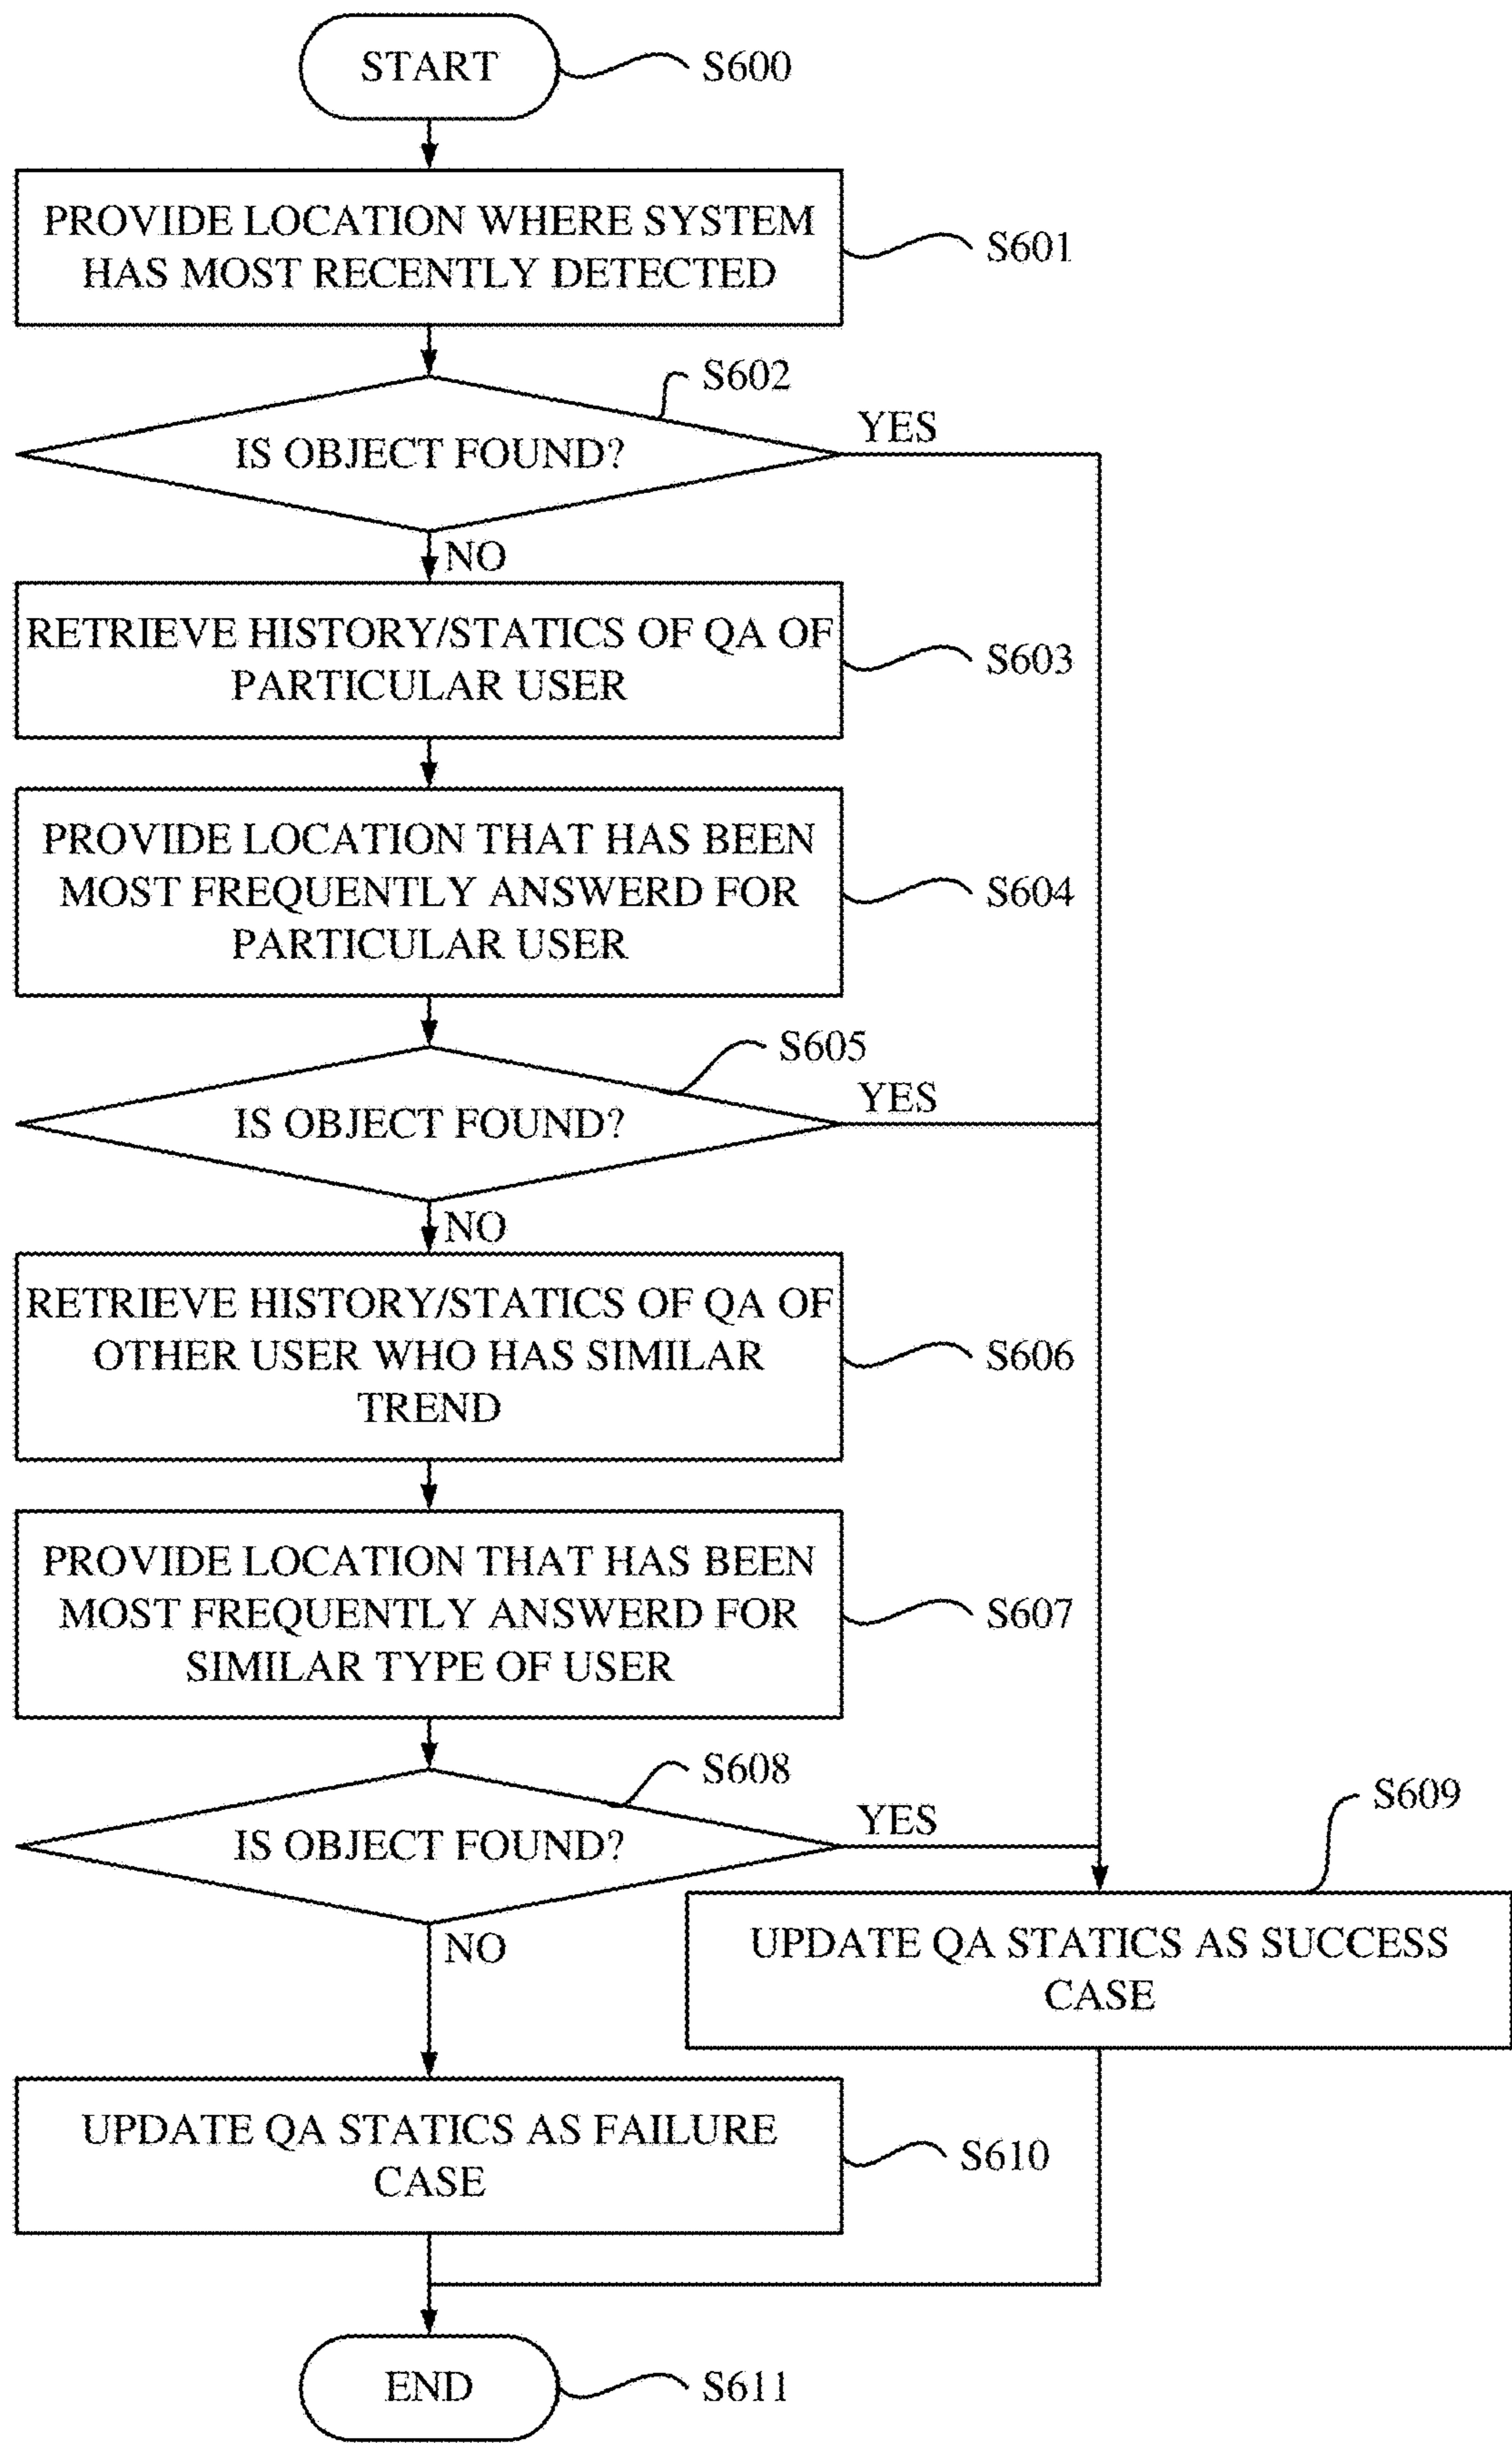 START
S600
PROVIDE LOCATION WHERE SYSTEM
HAS MOST RECENTLY DETECTED
S601
S602
IS OBJECT FOUND?
YES
NO
RETRIEVE HISTORY/STATICS OF QA OF
PARTICULAR USER
S603
PROVIDE LOCATION THAT HAS BEEN
MOST FREQUENTLY ANSWERD FOR
PARTICULAR USER
S604
S605
IS OBJECT FOUND?
YES
NO
RETRIEVE HISTORY/STATICS OF QA OF
OTHER USER WHO HAS SIMILAR
TREND
S606
PROVIDE LOCATION THAT HAS BEEN
MOST FREQUENTLY ANSWERD FOR
SIMILAR TYPE OF USER
S607
S608
IS OBJECT FOUND?
YES
NO
S609
UPDATE QA STATICS AS SUCCESS
CASE
UPDATE QA STATICS AS FAILURE
CASE
S610
END
S611